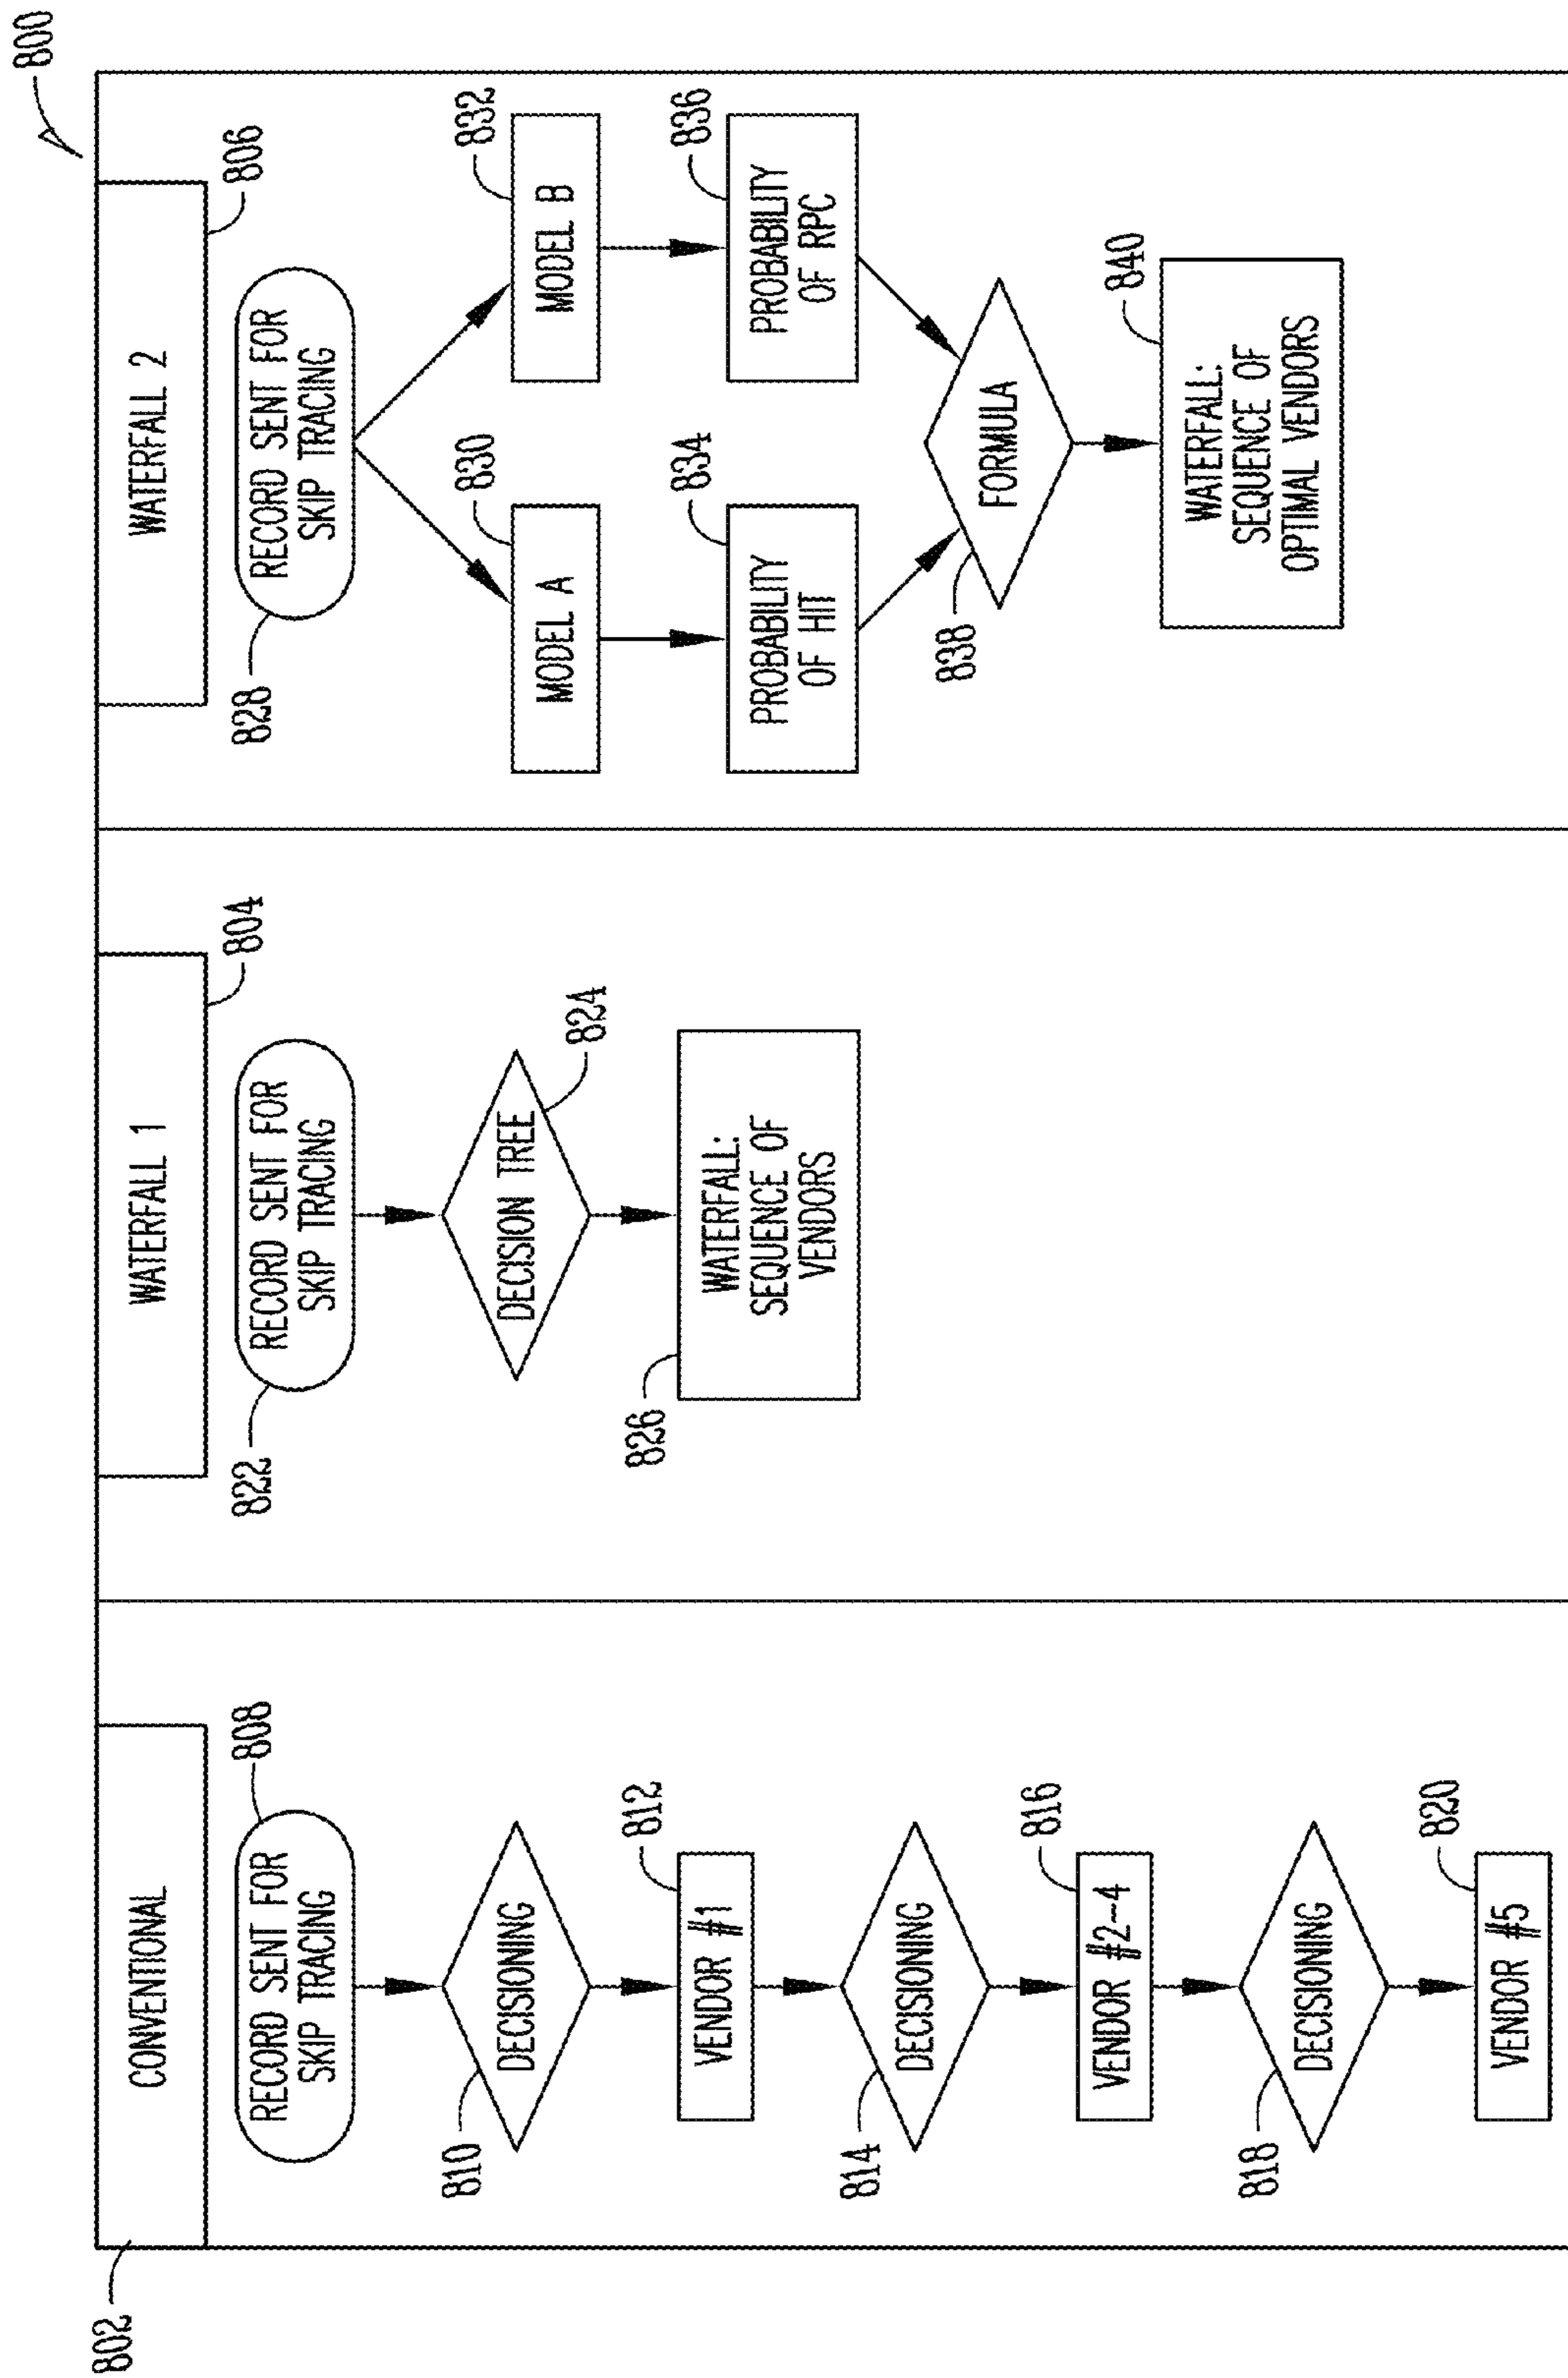 800
802
CONVENTIONAL
808
RECORD SENT FOR
SKIP TRACING
810
DECISIONING
812
VENDOR #1
814
DECISIONING
816
VENDOR #2-4
818
DECISIONING
820
VENDOR #5
WATERFALL 1
804
822
RECORD SENT FOR
SKIP TRACING
824
DECISION TREE
826
WATERFALL:
SEQUENCE OF
VENDORS
WATERFALL 2
806
828
RECORD SENT FOR
SKIP TRACING
830
MODEL A
832
MODEL B
834
PROBABILITY
OF HIT
836
PROBABILITY
OF RPC
838
FORMULA
840
WATERFALL:
SEQUENCE OF
OPTIMAL VENDORS